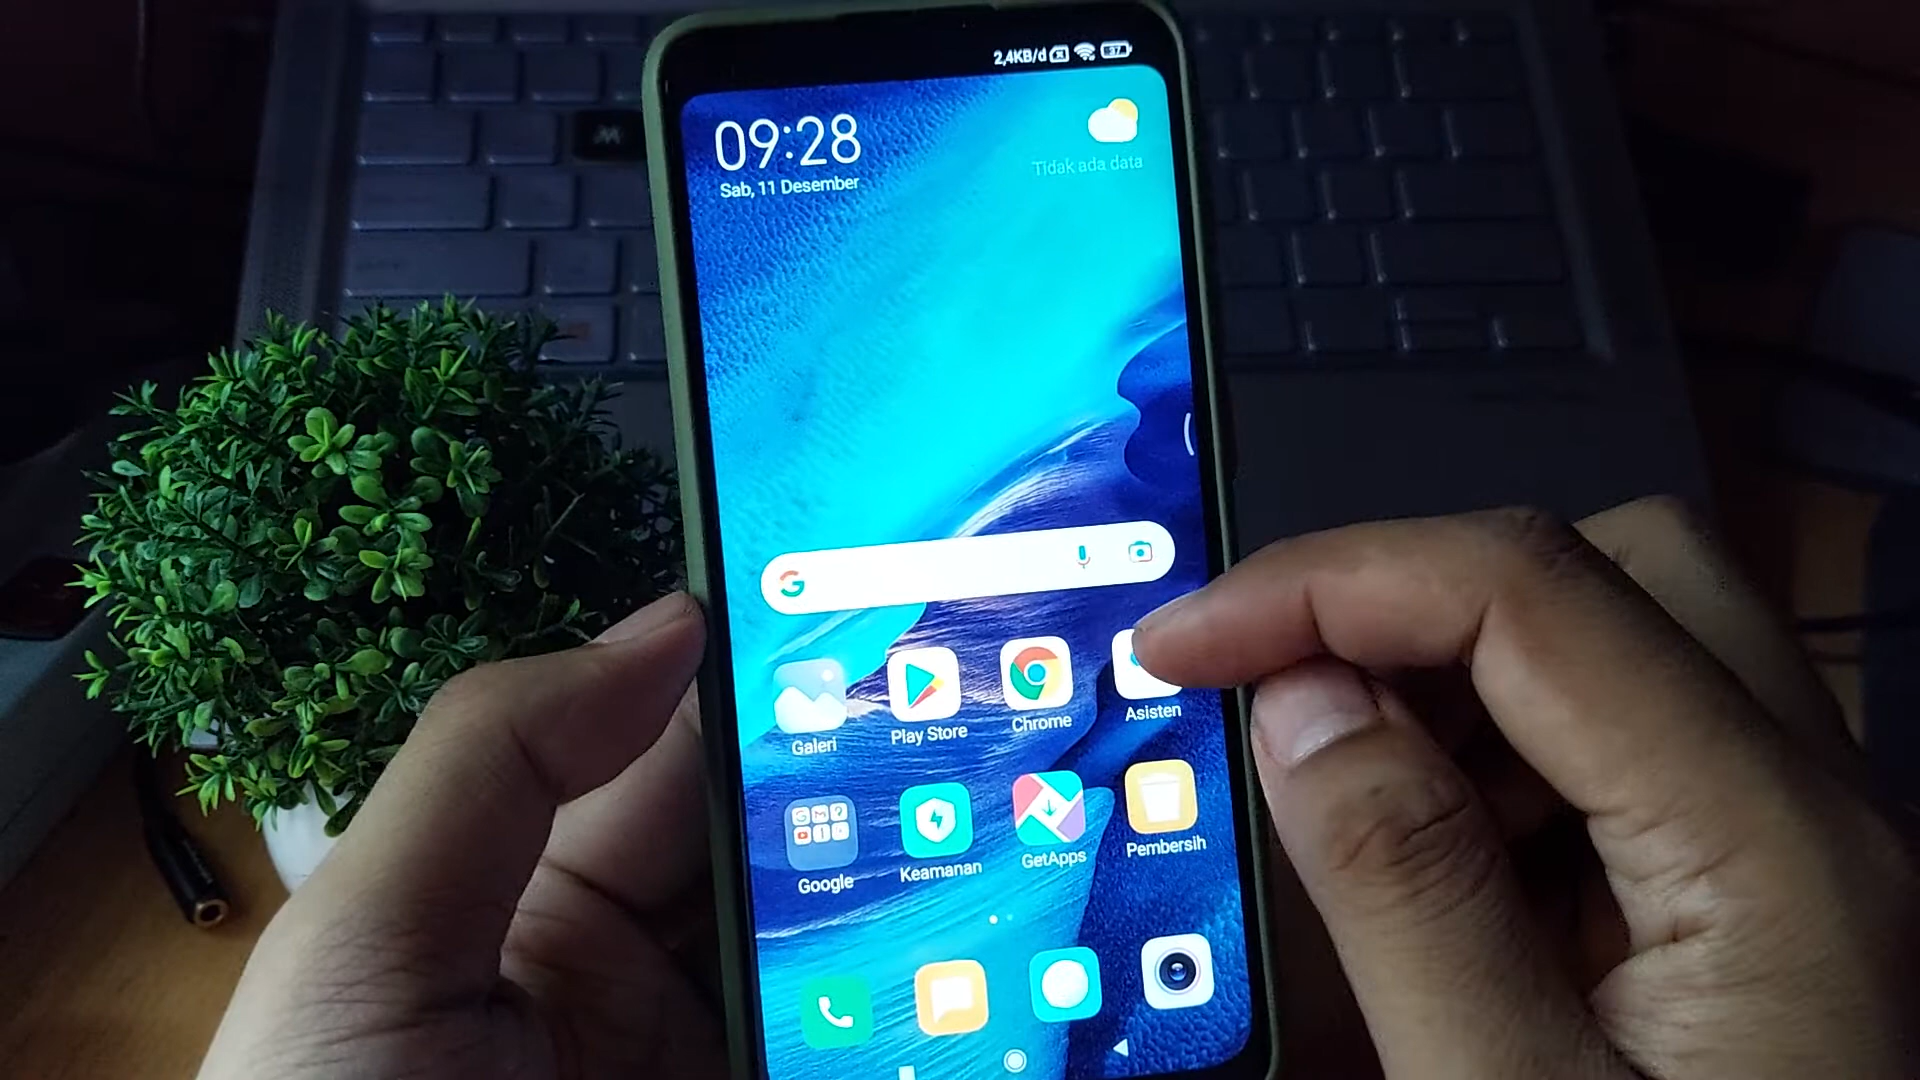 2,4KB/d
37
09:28
Sab, 11 Desember
Tidak ada data
Galeri
Play Store
Chrome
Asisten
Google
Keamanan
GetApps
Pembersih